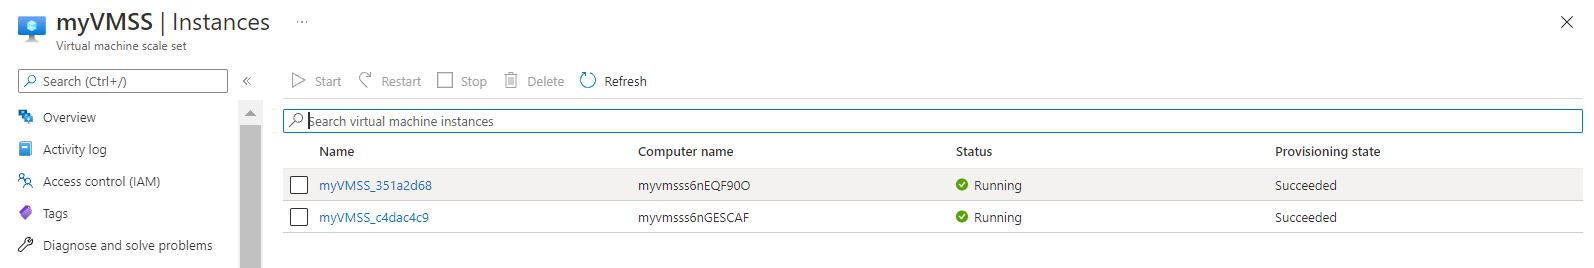 myVMSS | Instances ...
Virtual machine scale set
Search (Ctrl+/) «
Overview
Activity log
Access control (IAM)
Tags
Diagnose and solve problems
Start Restart Stop Delete Refresh
Search virtual machine instances
Name Computer name Status Provisioning state
myVMSS_351a2d68 myvmsss6nEQF90O Running Succeeded
myVMSS_c4dac4c9 myvmsss6nGESCAF Running Succeeded